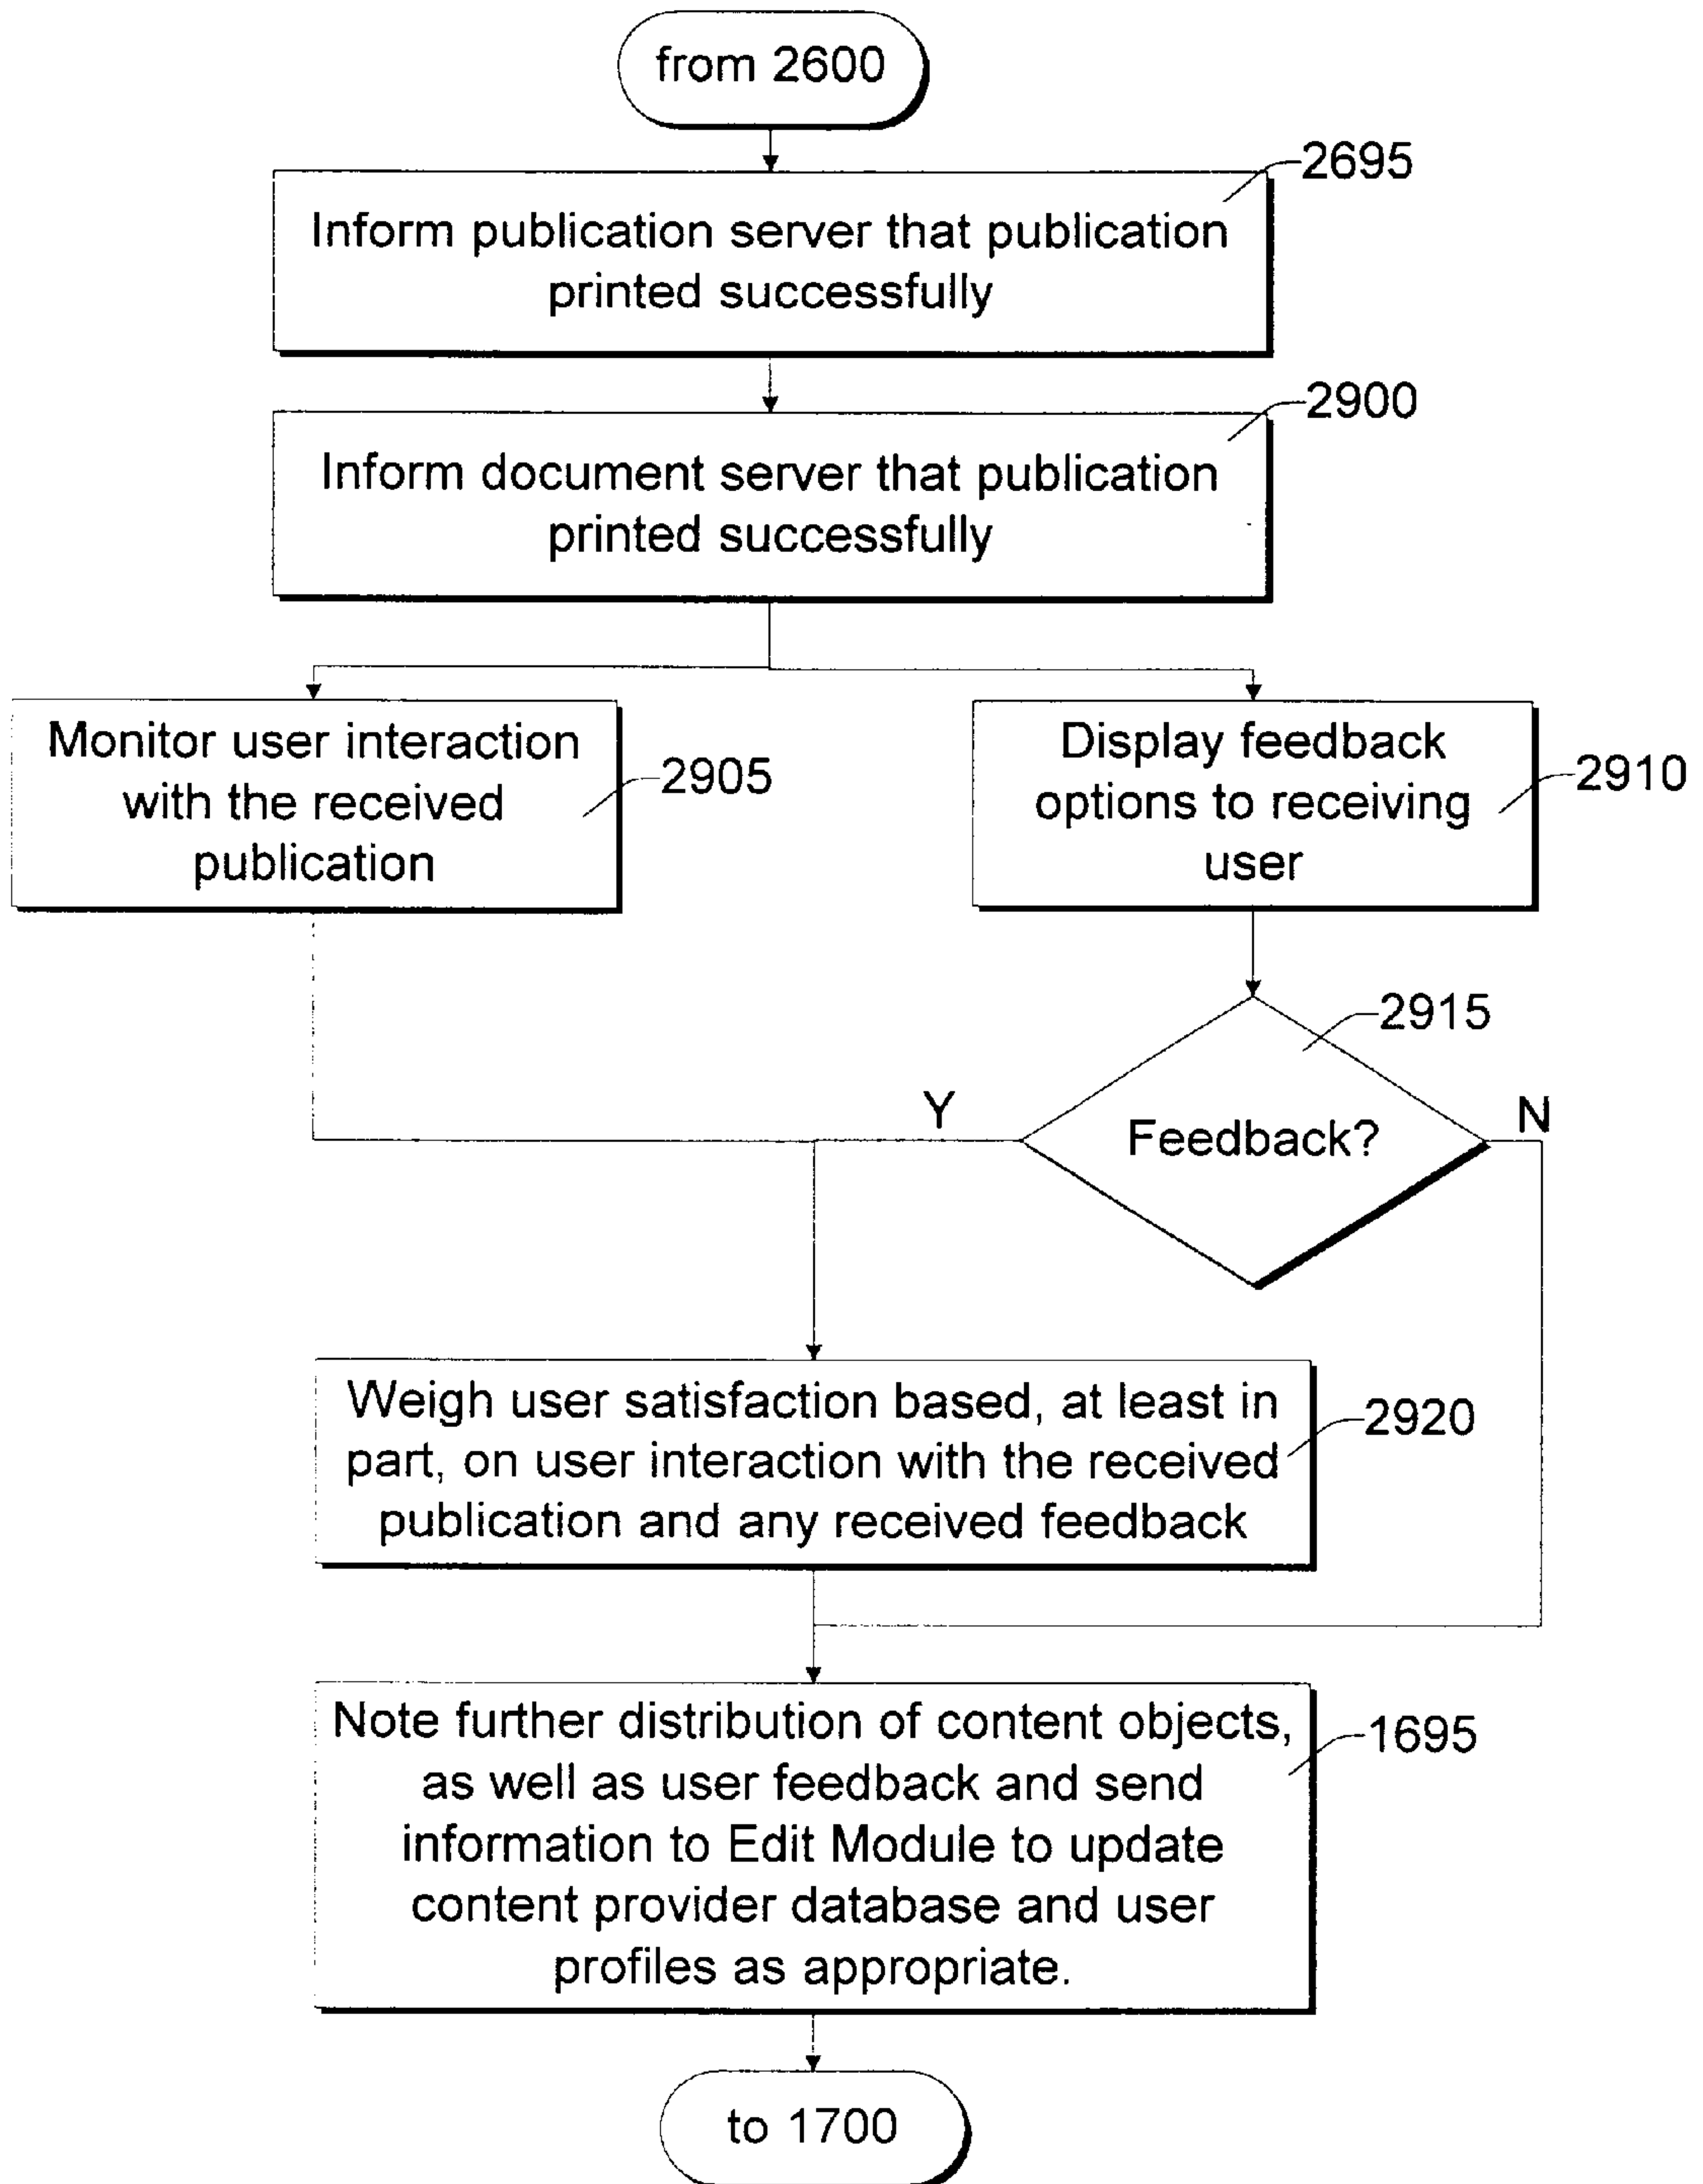 from 2600
2695
Inform publication server that publication
printed successfully
2900
Inform document server that publication
printed successfully
Monitor user interaction
with the received
publication
2905
Display feedback
options to receiving
user
2910
2915
Feedback?
Y
N
Weigh user satisfaction based, at least in
part, on user interaction with the received
publication and any received feedback
2920
Note further distribution of content objects,
as well as user feedback and send
information to Edit Module to update
content provider database and user
profiles as appropriate.
1695
to 1700